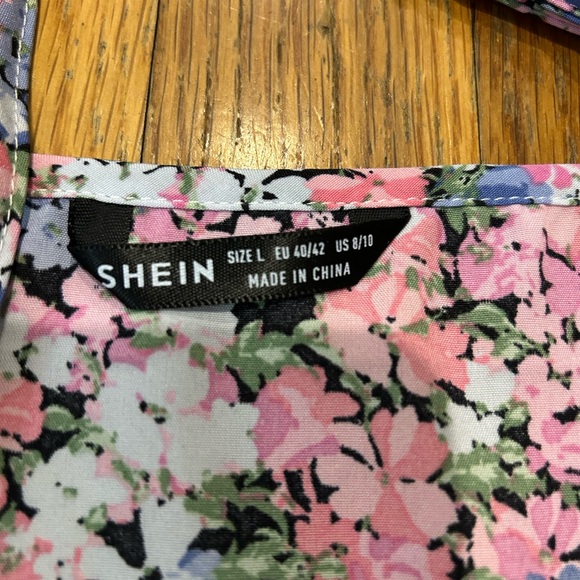 SHEIN
SIZE L EU 40/42 US 8/10
MADE IN CHINA